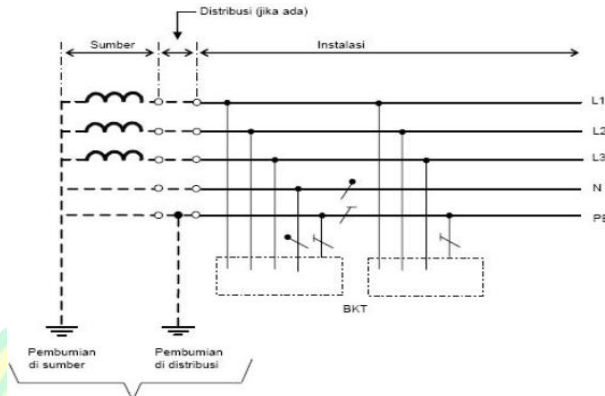 Distribusi (jika ada)
Sumber
Instalasi
L1
L2
L3
N
PE
BKT
Pembumian
di sumber
Pembumian
di distribusi